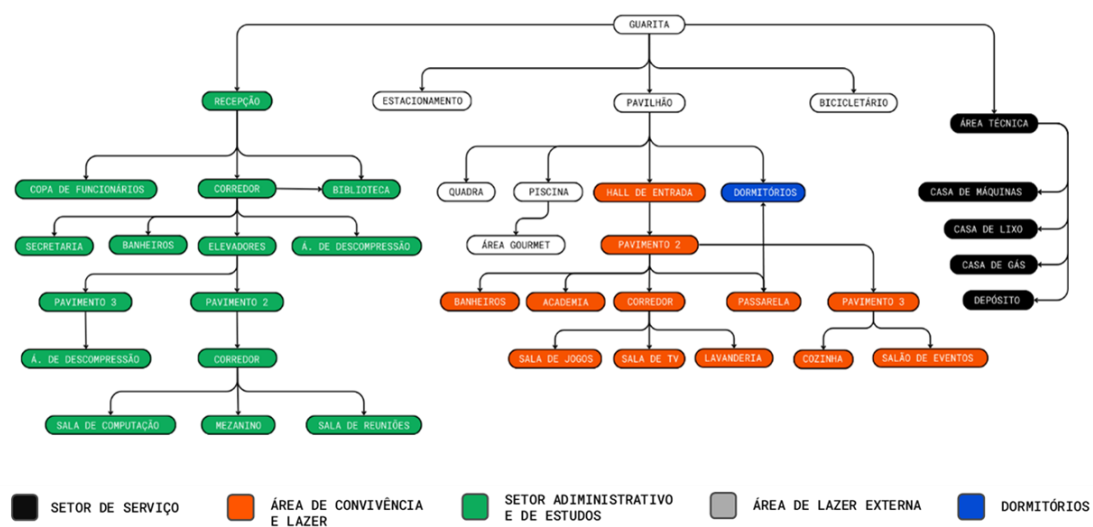 GUARITA
RECEPÇÃO
ESTACIONAMENTO
PAVILHÃO
BICICLETÁRIO
ÁREA TÉCNICA
COPA DE FUNCIONÁRIOS
CORREDOR
BIBLIOTECA
QUADRA
PISCINA
HALL DE ENTRADA
DORMITÓRIOS
CASA DE MÁQUINAS
CASA DE LIXO
SECRETARIA
BANHEIROS
ELEVADORES
Á. DE DESCOMPRESSÃO
ÁREA GOURMET
PAVIMENTO 2
CASA DE GÁS
PAVIMENTO 3
PAVIMENTO 2
BANHEIROS
ACADEMIA
CORREDOR
PASSARELA
PAVIMENTO 3
DEPÓSITO
Á. DE DESCOMPRESSÃO
CORREDOR
SALA DE JOGOS
SALA DE TV
LAVANDERIA
COZINHA
SALÃO DE EVENTOS
SALA DE COMPUTAÇÃO
MEZANINO
SALA DE REUNIÕES
SETOR DE SERVIÇO
ÁREA DE CONVIVÊNCIA
E LAZER
SETOR ADIMINISTRATIVO
E DE ESTUDOS
ÁREA DE LAZER EXTERNA
DORMITÓRIOS